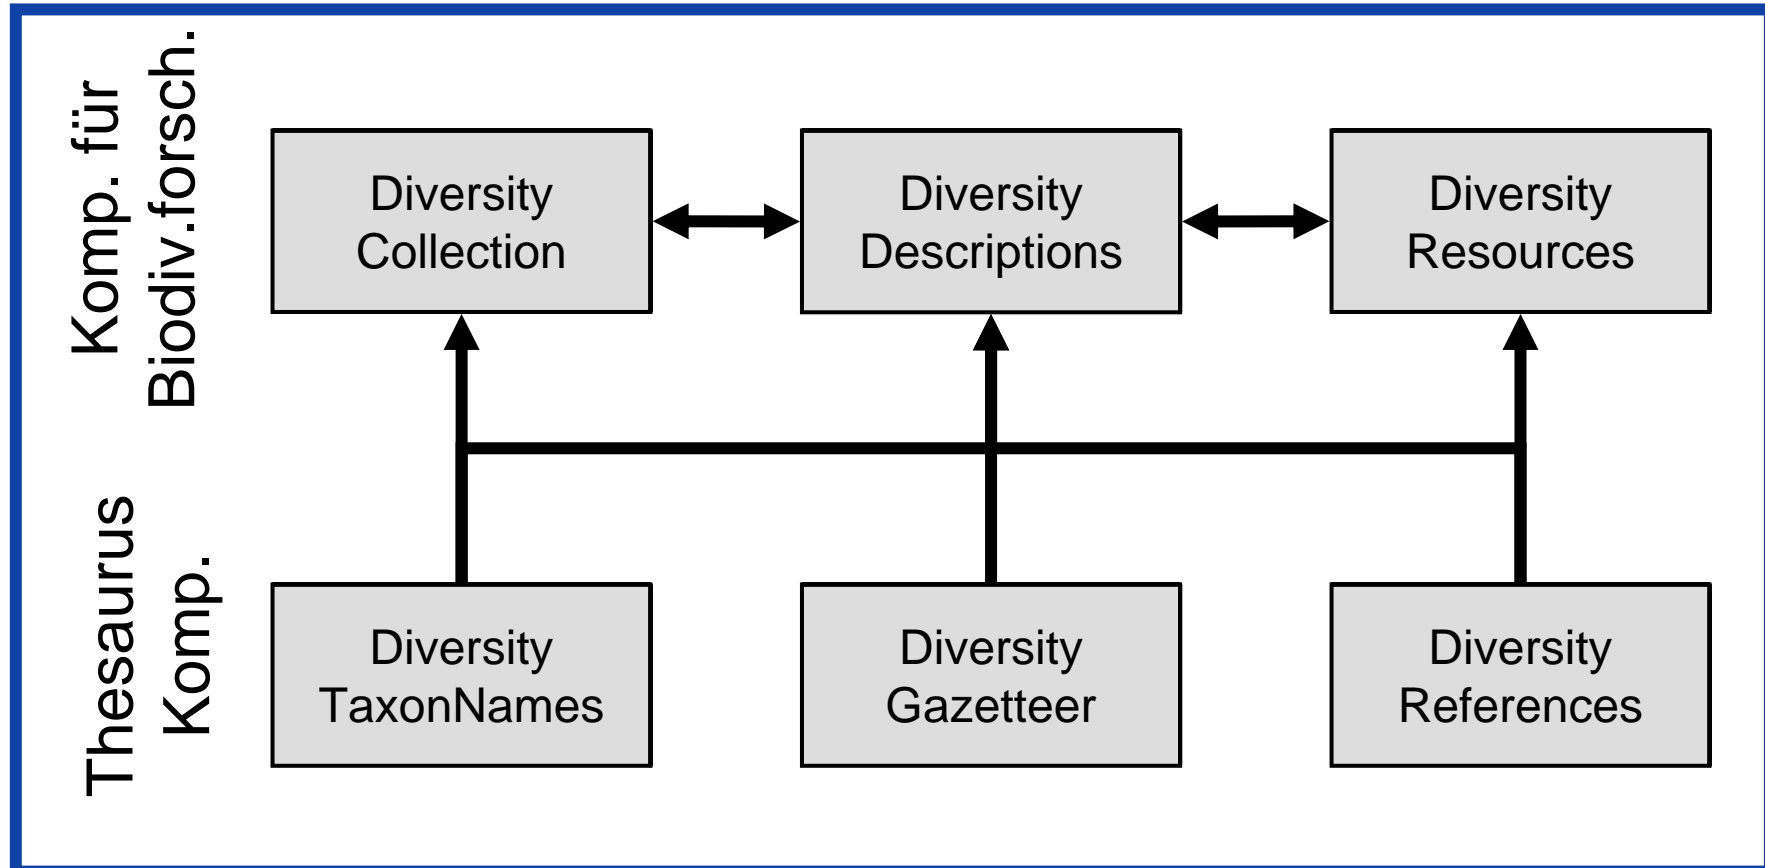 Komp. für
Biodiv.forsch.
Diversity
Collection
Diversity
Descriptions
Diversity
Resources
Thesaurus
Komp.
Diversity
TaxonNames
Diversity
Gazetteer
Diversity
References